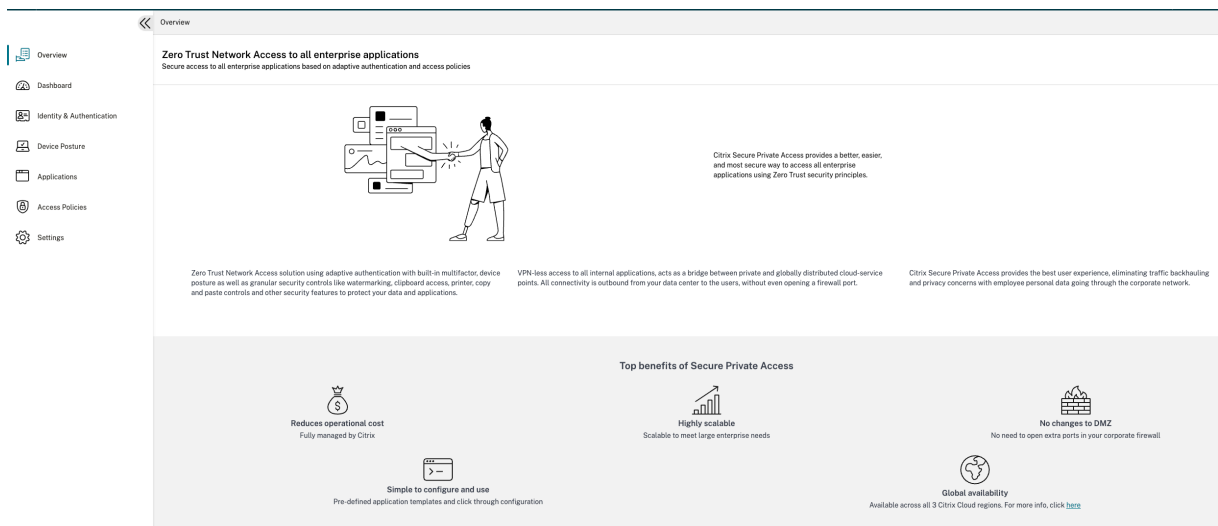 Overview
Overview
Dashboard
Identity & Authentication
Device Posture
Applications
Access Policies
Settings
Zero Trust Network Access to all enterprise applications
Secure access to all enterprise applications based on adaptive authentication and access policies
Citrix Secure Private Access provides a better, easier,
and most secure way to access all enterprise
applications using Zero Trust security principles.
Zero Trust Network Access solution using adaptive authentication with built-in multifactor, device
posture as well as granular security controls like watermarking, clipboard access, printer, copy
and paste controls and other security features to protect your data and applications.
VPN-less access to all internal applications, acts as a bridge between private and globally distributed cloud-service
points. All connectivity is outbound from your data center to the users, without even opening a firewall port.
Citrix Secure Private Access provides the best user experience, eliminating traffic backhauling
and privacy concerns with employee personal data going through the corporate network.
Top benefits of Secure Private Access
$
Reduces operational cost
Fully managed by Citrix
Highly scalable
Scalable to meet large enterprise needs
No changes to DMZ
No need to open extra ports in your corporate firewall
Simple to configure and use
Pre-defined application templates and click through configuration
Global availability
Available across all 3 Citrix Cloud regions. For more info, click here